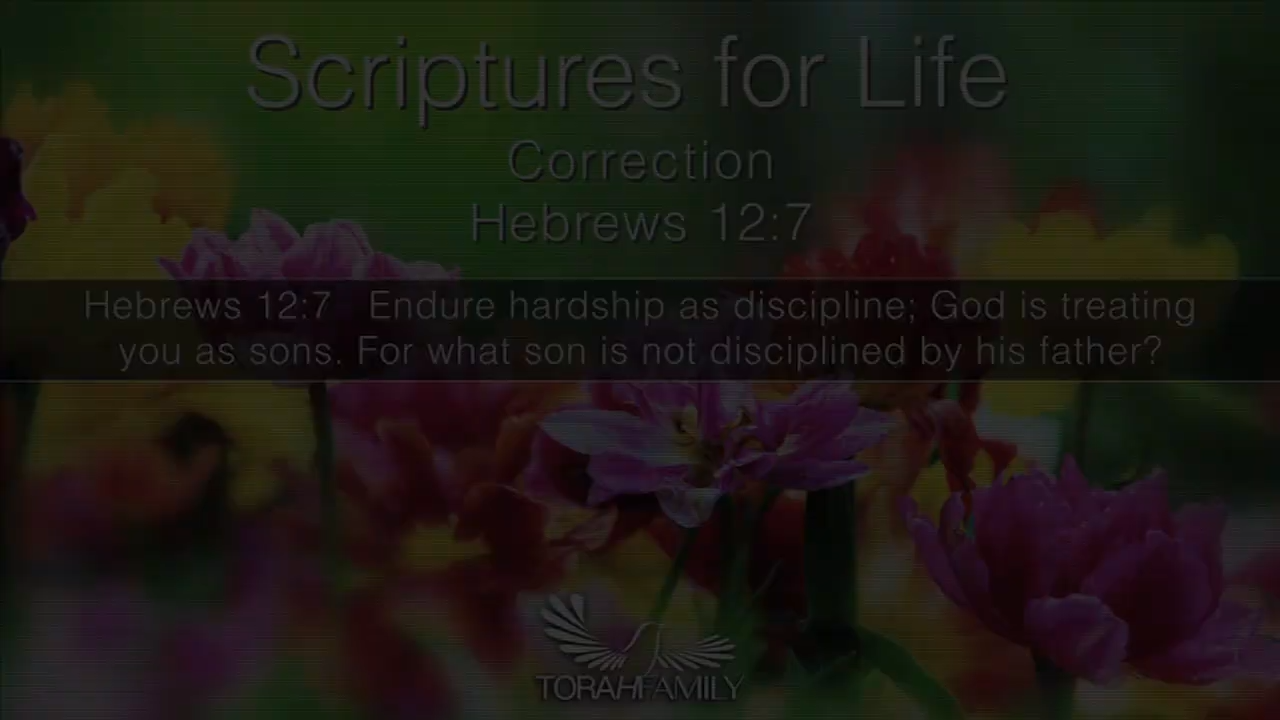 Scriptures for Life
Correction
Hebrews 12:7
Hebrews 12:7 Endure hardship as discipline; God is treating
you as sons. For what son is not disciplined by his father?
TORAHFAMILY